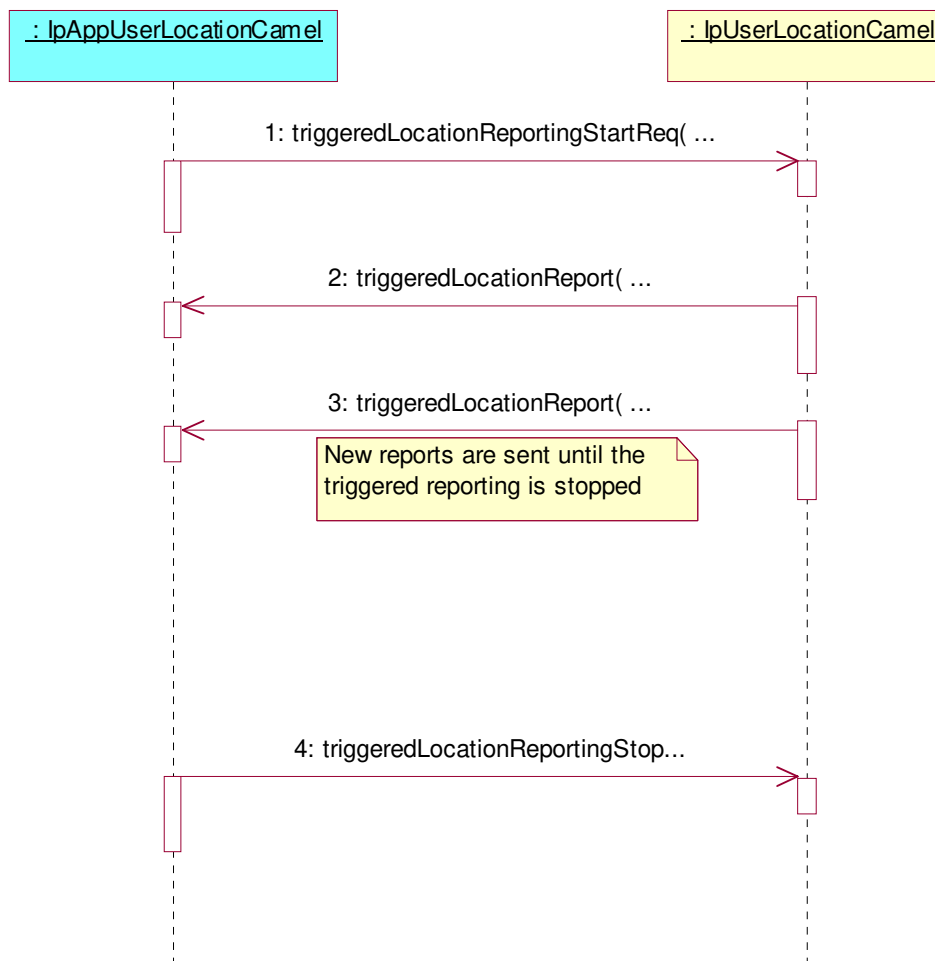 : IpAppUserLocationCamel
: IpUserLocationCamel
1: triggeredLocationReportingStartReq( ...
2: triggeredLocationReport( ...
3: triggeredLocationReport( ...
New reports are sent until the
triggered reporting is stopped
4: triggeredLocationReportingStop...